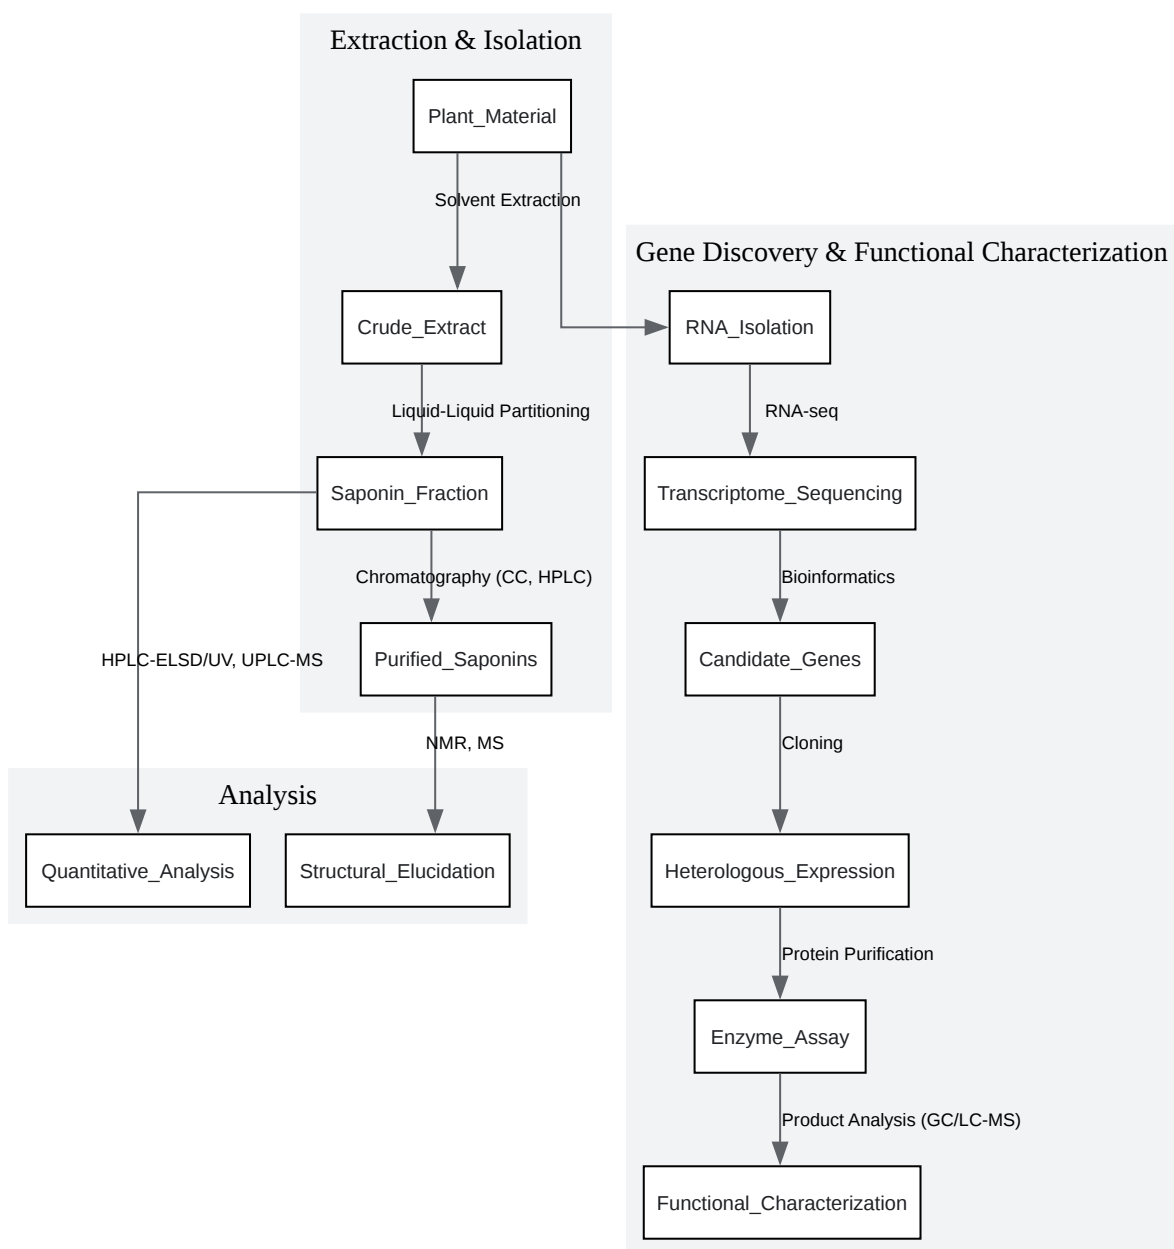 Extraction & Isolation
Plant_Material
Solvent Extraction
Gene Discovery & Functional Characterization
Crude_Extract
RNA_Isolation
Liquid-Liquid Partitioning
RNA-seq
Saponin_Fraction
Transcriptome_Sequencing
Chromatography (CC, HPLC)
Bioinformatics
HPLC-ELSD/UV, UPLC-MS
Purified_Saponins
Candidate_Genes
NMR, MS
Cloning
Analysis
Quantitative_Analysis
Structural_Elucidation
Heterologous_Expression
Protein Purification
Enzyme_Assay
Product Analysis (GC/LC-MS)
Functional_Characterization